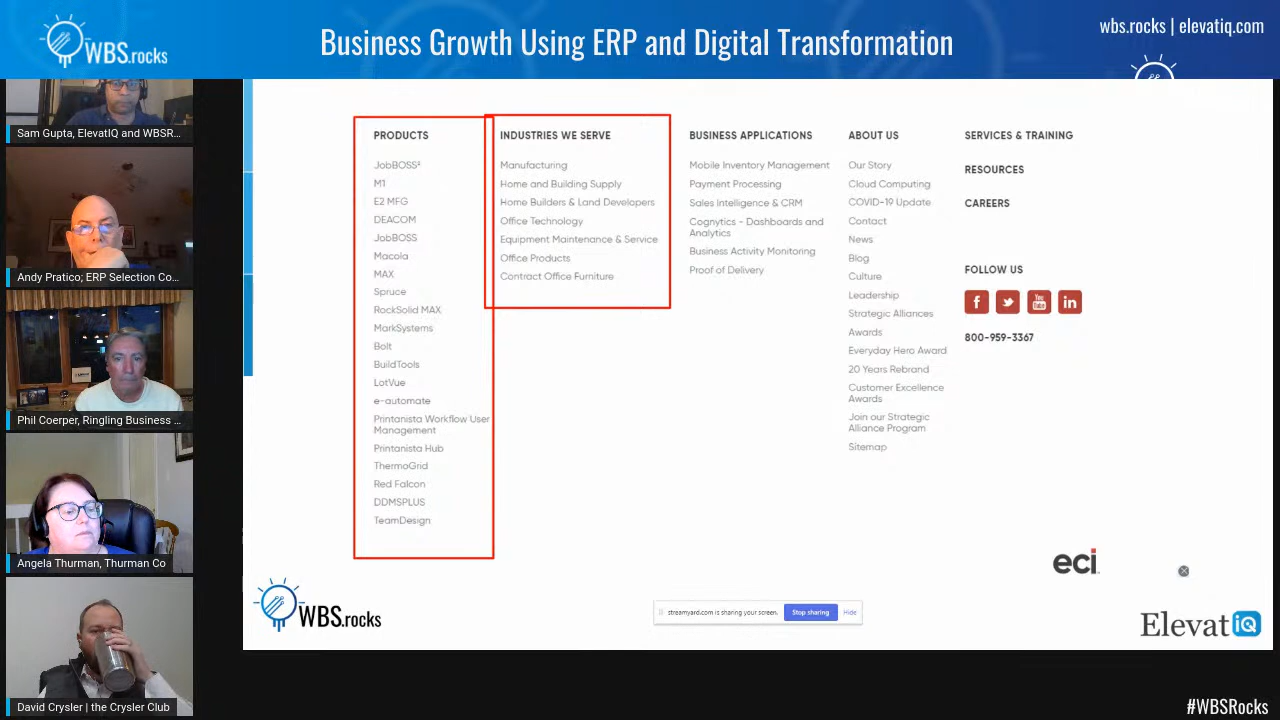 WBS.rocks
Business Growth Using ERP and Digital Transformation
wbs.rocks | elevatiq.com
Sam Gupta, ElevatIQ and WBSR...
Andy Pratico; ERP Selection Co...
Phil Coerper, Ringling Business ...
Angela Thurman, Thurman Co
David Crysler | the Crysler Club
PRODUCTS
JobBOSS²
M1
E2 MFG
DEACOM
JobBOSS
Macola
MAX
Spruce
RockSolid MAX
MarkSystems
Bolt
BuildTools
LotVue
e-automate
Printanista Workflow User
Management
Printanista Hub
ThermoGrid
Red Falcon
DDMSPLUS
TeamDesign
INDUSTRIES WE SERVE
Manufacturing
Home and Building Supply
Home Builders & Land Developers
Office Technology
Equipment Maintenance & Service
Office Products
Contract Office Furniture
BUSINESS APPLICATIONS
Mobile Inventory Management
Payment Processing
Sales Intelligence & CRM
Cognytics - Dashboards and
Analytics
Business Activity Monitoring
Proof of Delivery
ABOUT US
Our Story
Cloud Computing
COVID-19 Update
Contact
News
Blog
Culture
Leadership
Strategic Alliances
Awards
Everyday Hero Award
20 Years Rebrand
Customer Excellence
Awards
Join our Strategic
Alliance Program
Sitemap
SERVICES & TRAINING
RESOURCES
CAREERS
FOLLOW US
f You Tube in
800-959-3367
eci
WBS.rocks
streamyard.com is sharing your screen.
Stop sharing
Hide
ElevatIQ
#WBSRocks